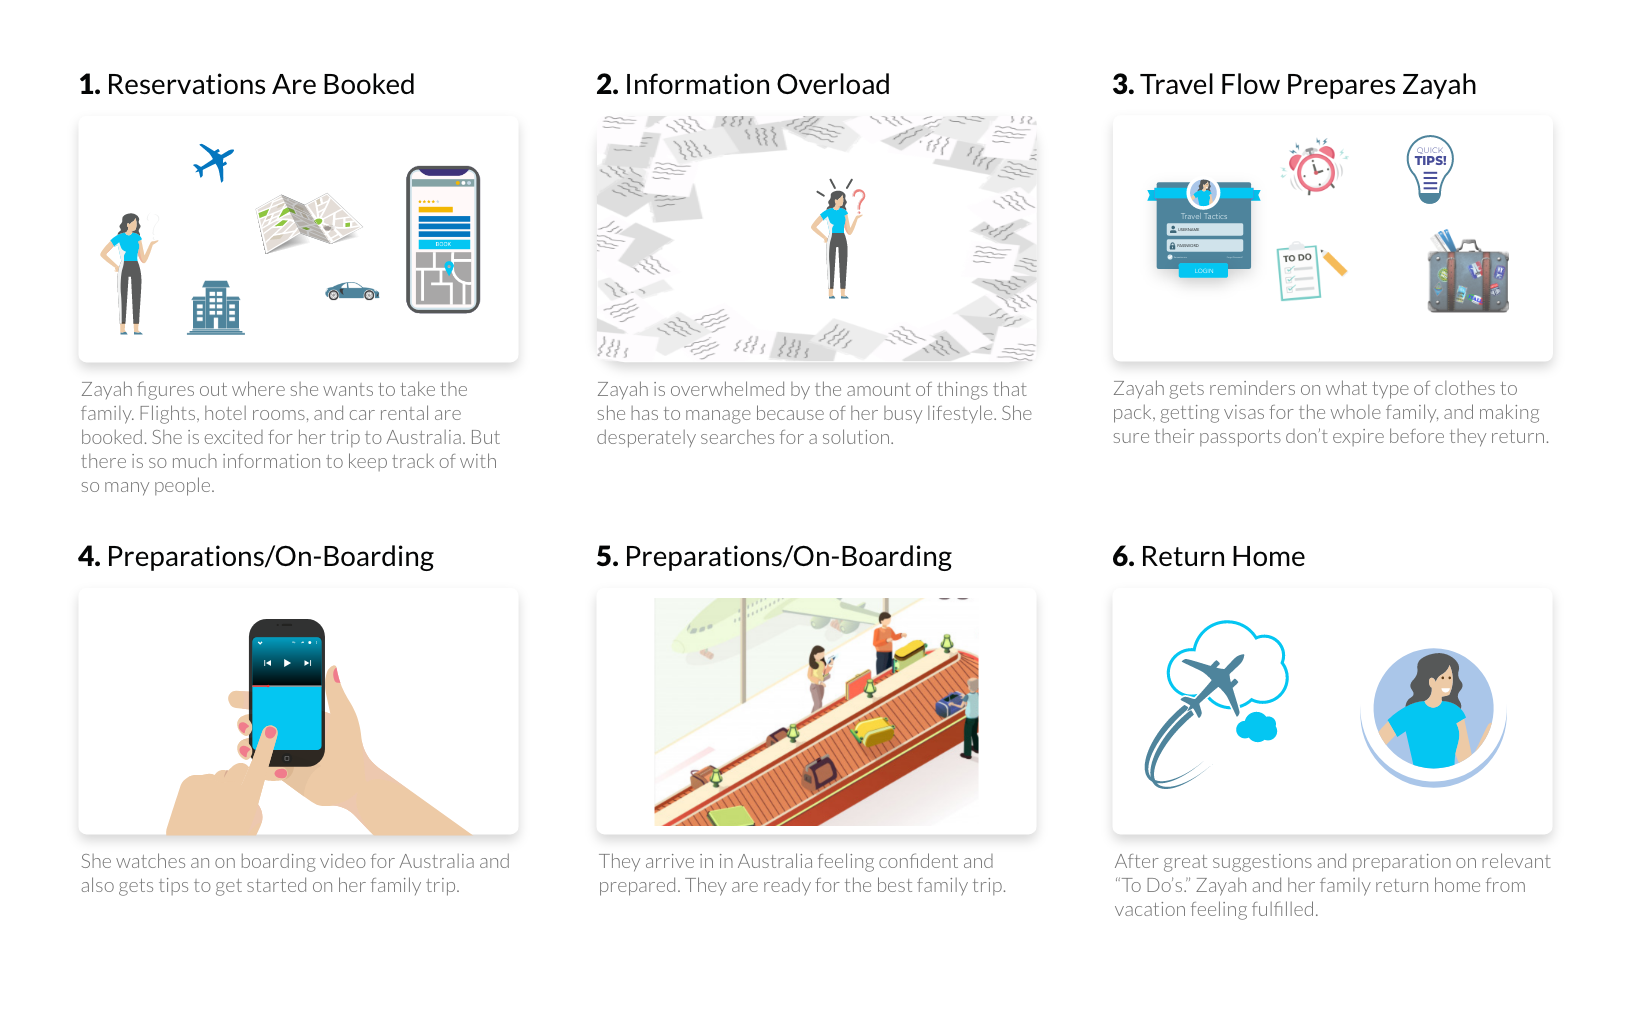 1. Reservations Are Booked
BOOK
Zayah figures out where she wants to take the
family. Flights, hotel rooms, and car rental are
booked. She is excited for her trip to Australia. But
there is so much information to keep track of with
so many people.
2. Information Overload
?
Zayah is overwhelmed by the amount of things that
she has to manage because of her busy lifestyle. She
desperately searches for a solution.
3. Travel Flow Prepares Zayah
Travel Tactics
USERNAME
PASSWORD
LOGIN
TO DO
QUICK
TIPS!
Zayah gets reminders on what type of clothes to
pack, getting visas for the whole family, and making
sure their passports don’t expire before they return.
4. Preparations/On-Boarding
She watches an on boarding video for Australia and
also gets tips to get started on her family trip.
5. Preparations/On-Boarding
They arrive in in Australia feeling confident and
prepared. They are ready for the best family trip.
6. Return Home
After great suggestions and preparation on relevant
“To Do’s.” Zayah and her family return home from
vacation feeling fulfilled.